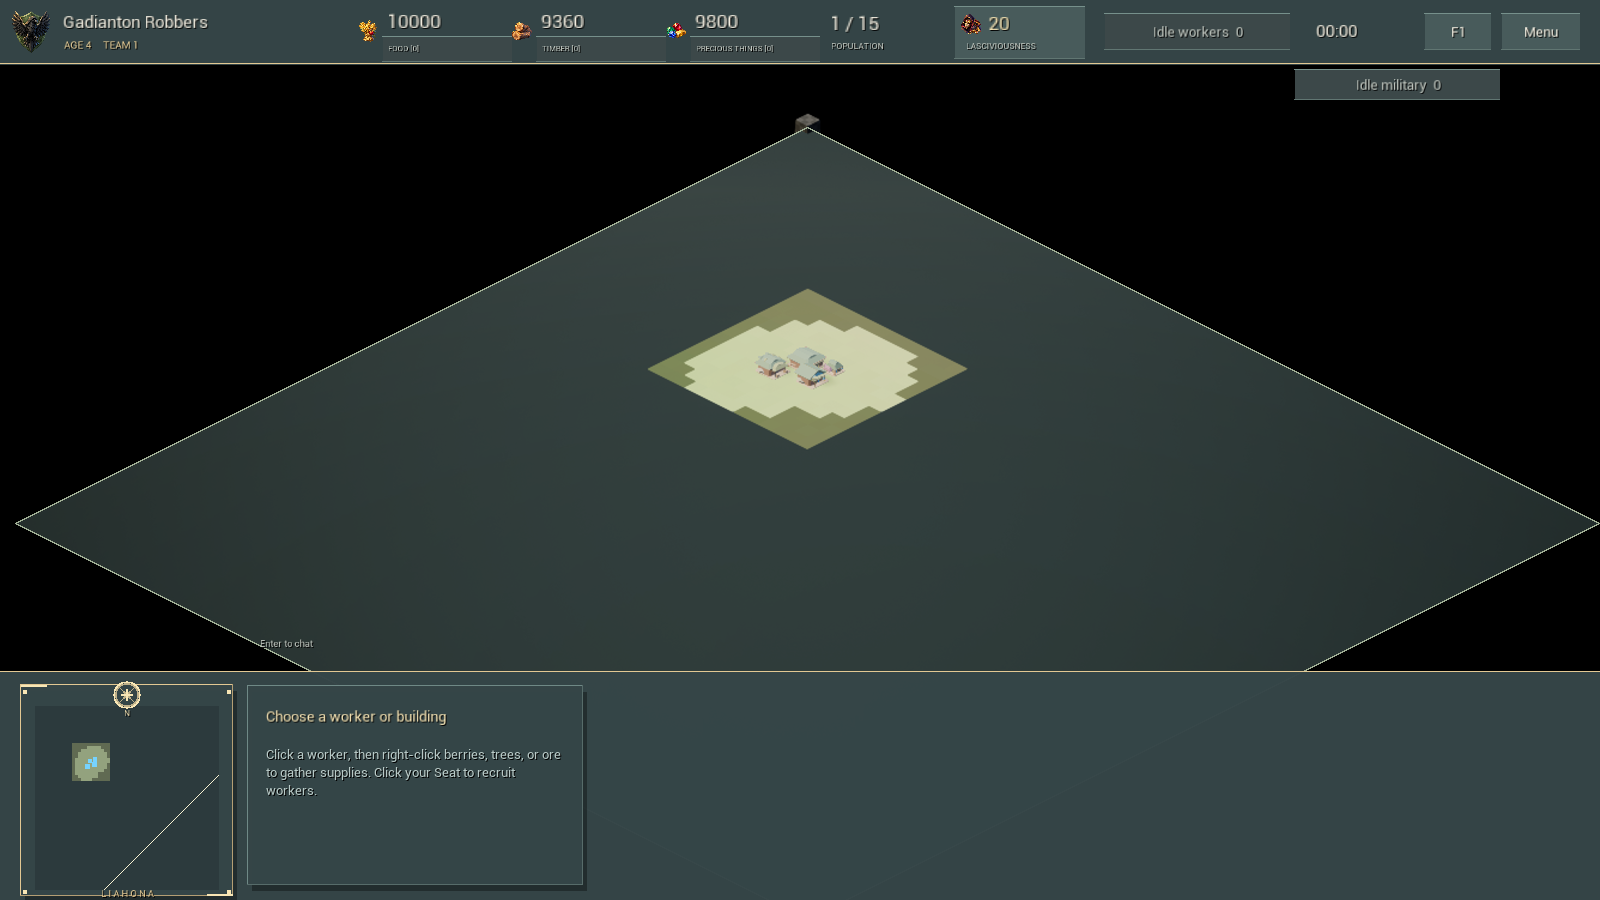 Gadianton Robbers
AGE 4 TEAM 1
10000
FOOD [0]
9360
TIMBER [0]
9800
PRECIOUS THINGS [0]
1 / 15
POPULATION
20
LASCIVIOUSNESS
Idle workers 0
00:00
F1
Menu
Idle military 0
Enter to chat
N
LIAHONA
Choose a worker or building
Click a worker, then right-click berries, trees, or ore
to gather supplies. Click your Seat to recruit
workers.